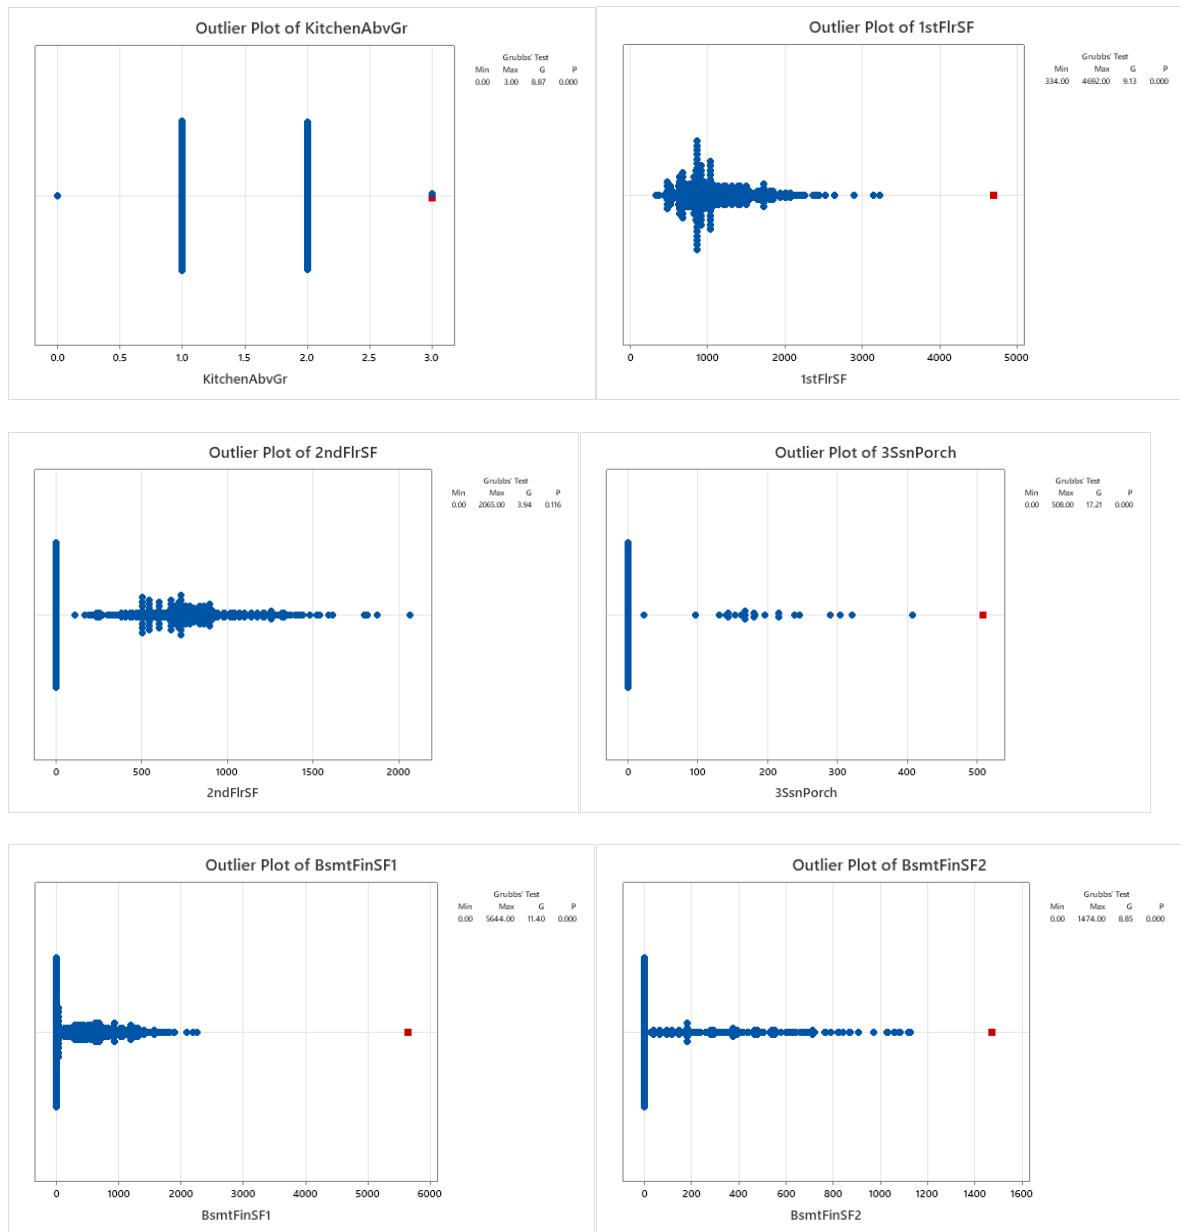 Outlier Plot of KitchenAbvGr
Grubbs' Test
Min Max G P
0.00 3.00 8.87 0.000
0.0 0.5 1.0 1.5 2.0 2.5 3.0
KitchenAbvGr
Outlier Plot of 1stFlrSF
Grubbs' Test
Min Max G P
334.00 4692.00 9.13 0.000
0 1000 2000 3000 4000 5000
1stFlrSF
Outlier Plot of 2ndFlrSF
Grubbs' Test
Min Max G P
0.00 2065.00 3.94 0.116
0 500 1000 1500 2000
2ndFlrSF
Outlier Plot of 3SsnPorch
Grubbs' Test
Min Max G P
0.00 508.00 17.21 0.000
0 100 200 300 400 500
3SsnPorch
Outlier Plot of BsmtFinSF1
Grubbs' Test
Min Max G P
0.00 5644.00 11.40 0.000
0 1000 2000 3000 4000 5000 6000
BsmtFinSF1
Outlier Plot of BsmtFinSF2
Grubbs' Test
Min Max G P
0.00 1474.00 8.85 0.000
0 200 400 600 800 1000 1200 1400 1600
BsmtFinSF2